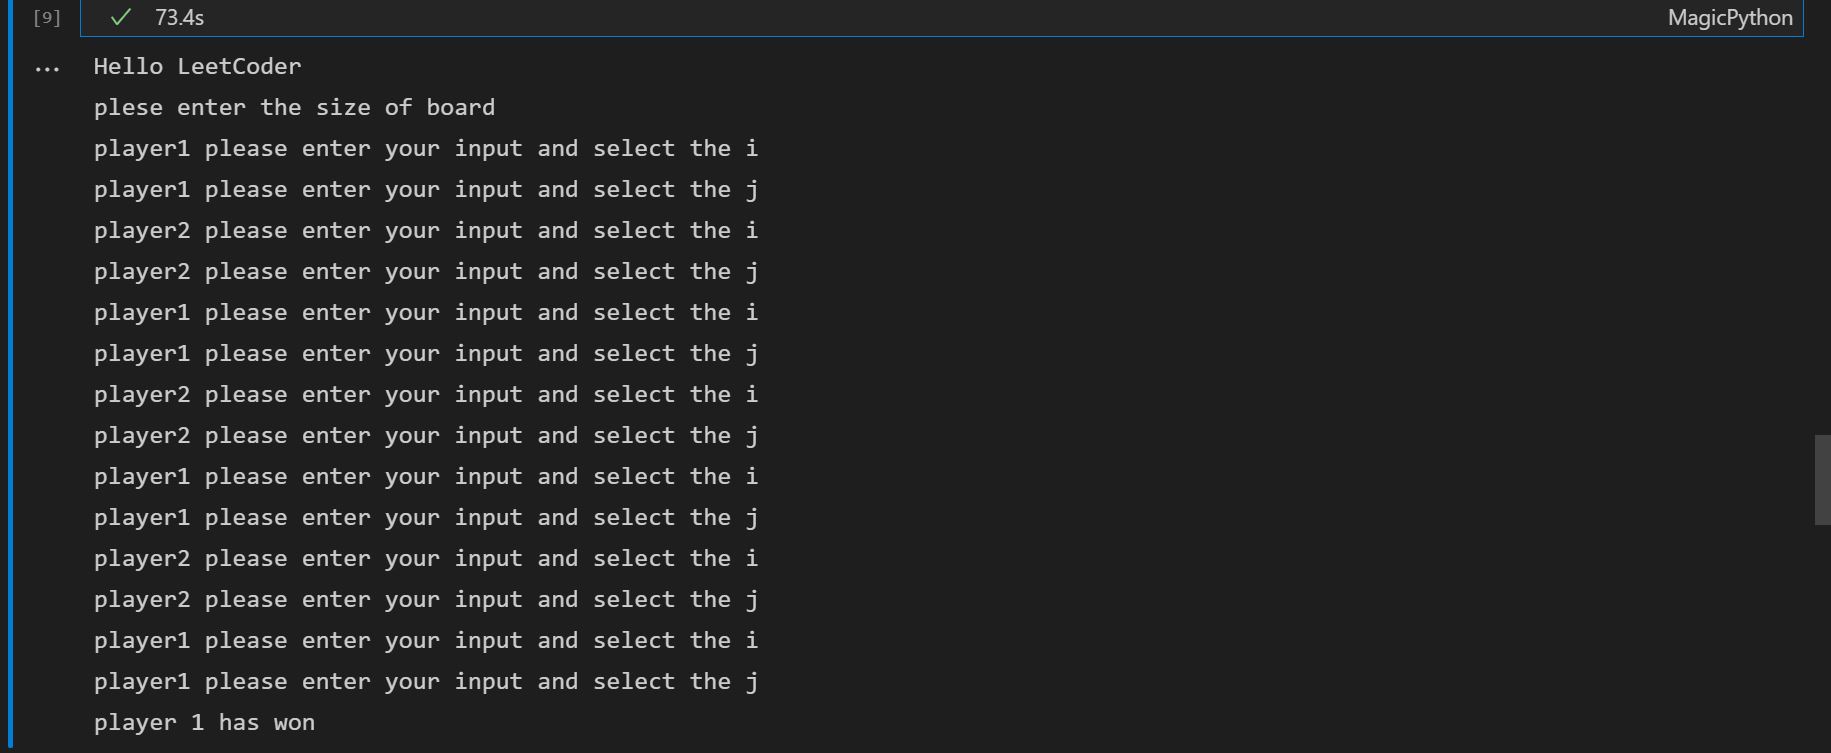 [9] 73.4s MagicPython
... Hello LeetCoder
plese enter the size of board
player1 please enter your input and select the i
player1 please enter your input and select the j
player2 please enter your input and select the i
player2 please enter your input and select the j
player1 please enter your input and select the i
player1 please enter your input and select the j
player2 please enter your input and select the i
player2 please enter your input and select the j
player1 please enter your input and select the i
player1 please enter your input and select the j
player2 please enter your input and select the i
player2 please enter your input and select the j
player1 please enter your input and select the i
player1 please enter your input and select the j
player 1 has won